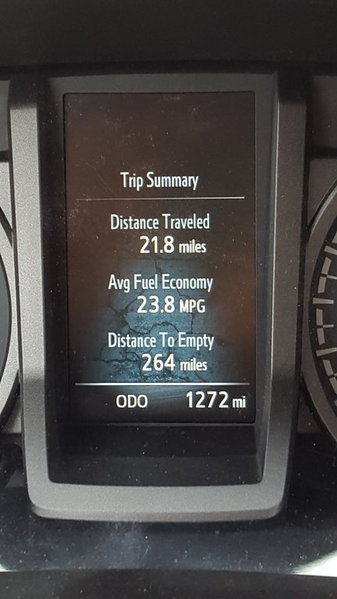 Trip Summary
Distance Traveled
21.8 miles
Avg Fuel Economy
23.8 MPG
Distance To Empty
264 miles
ODO 1272 mi